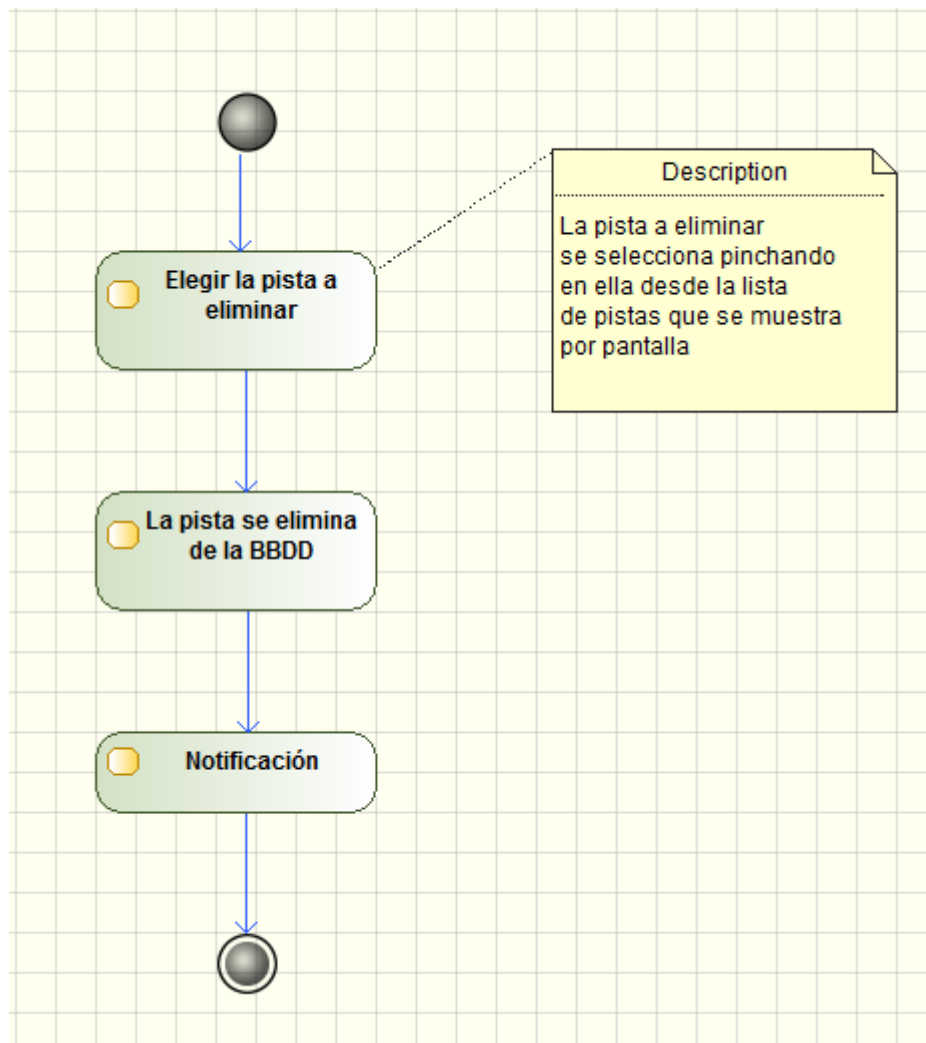 Description
La pista a eliminar
se selecciona pinchando
en ella desde la lista
de pistas que se muestra
por pantalla
Elegir la pista a
eliminar
La pista se elimina
de la BBDD
Notificación